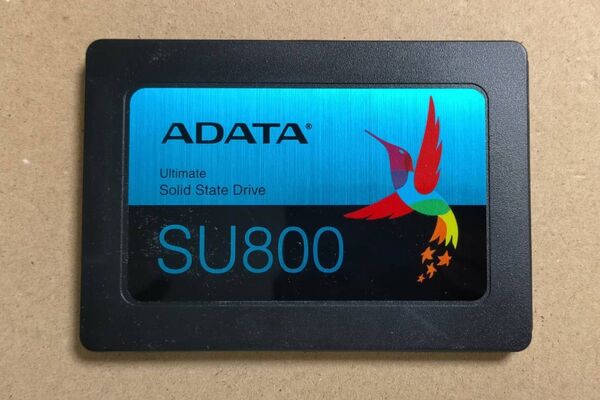 ADATA®
Ultimate
Solid State Drive
SU800